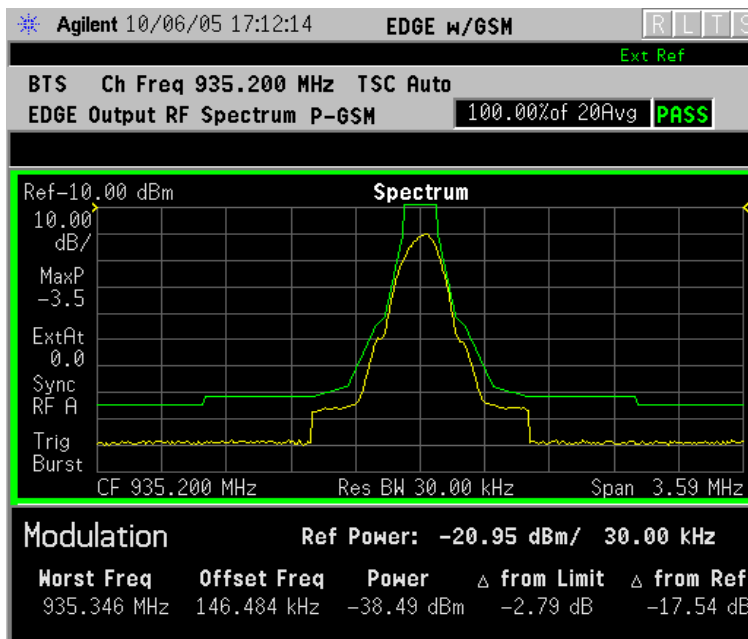 Agilent 10/06/05 17:12:14 EDGE w/GSM R L T S
Ext Ref
BTS Ch Freq 935.200 MHz TSC Auto
EDGE Output RF Spectrum P-GSM 100.00%of 20Avg PASS
Ref-10.00 dBm Spectrum
10.00
dB/
MaxP
-3.5
ExtAt
0.0
Sync
RF A
Trig
Burst
CF 935.200 MHz Res BW 30.00 kHz Span 3.59 MHz
Modulation Ref Power: -20.95 dBm/ 30.00 kHz
Worst Freq Offset Freq Power △ from Limit △ from Ref
935.346 MHz 146.484 kHz -38.49 dBm -2.79 dB -17.54 dB